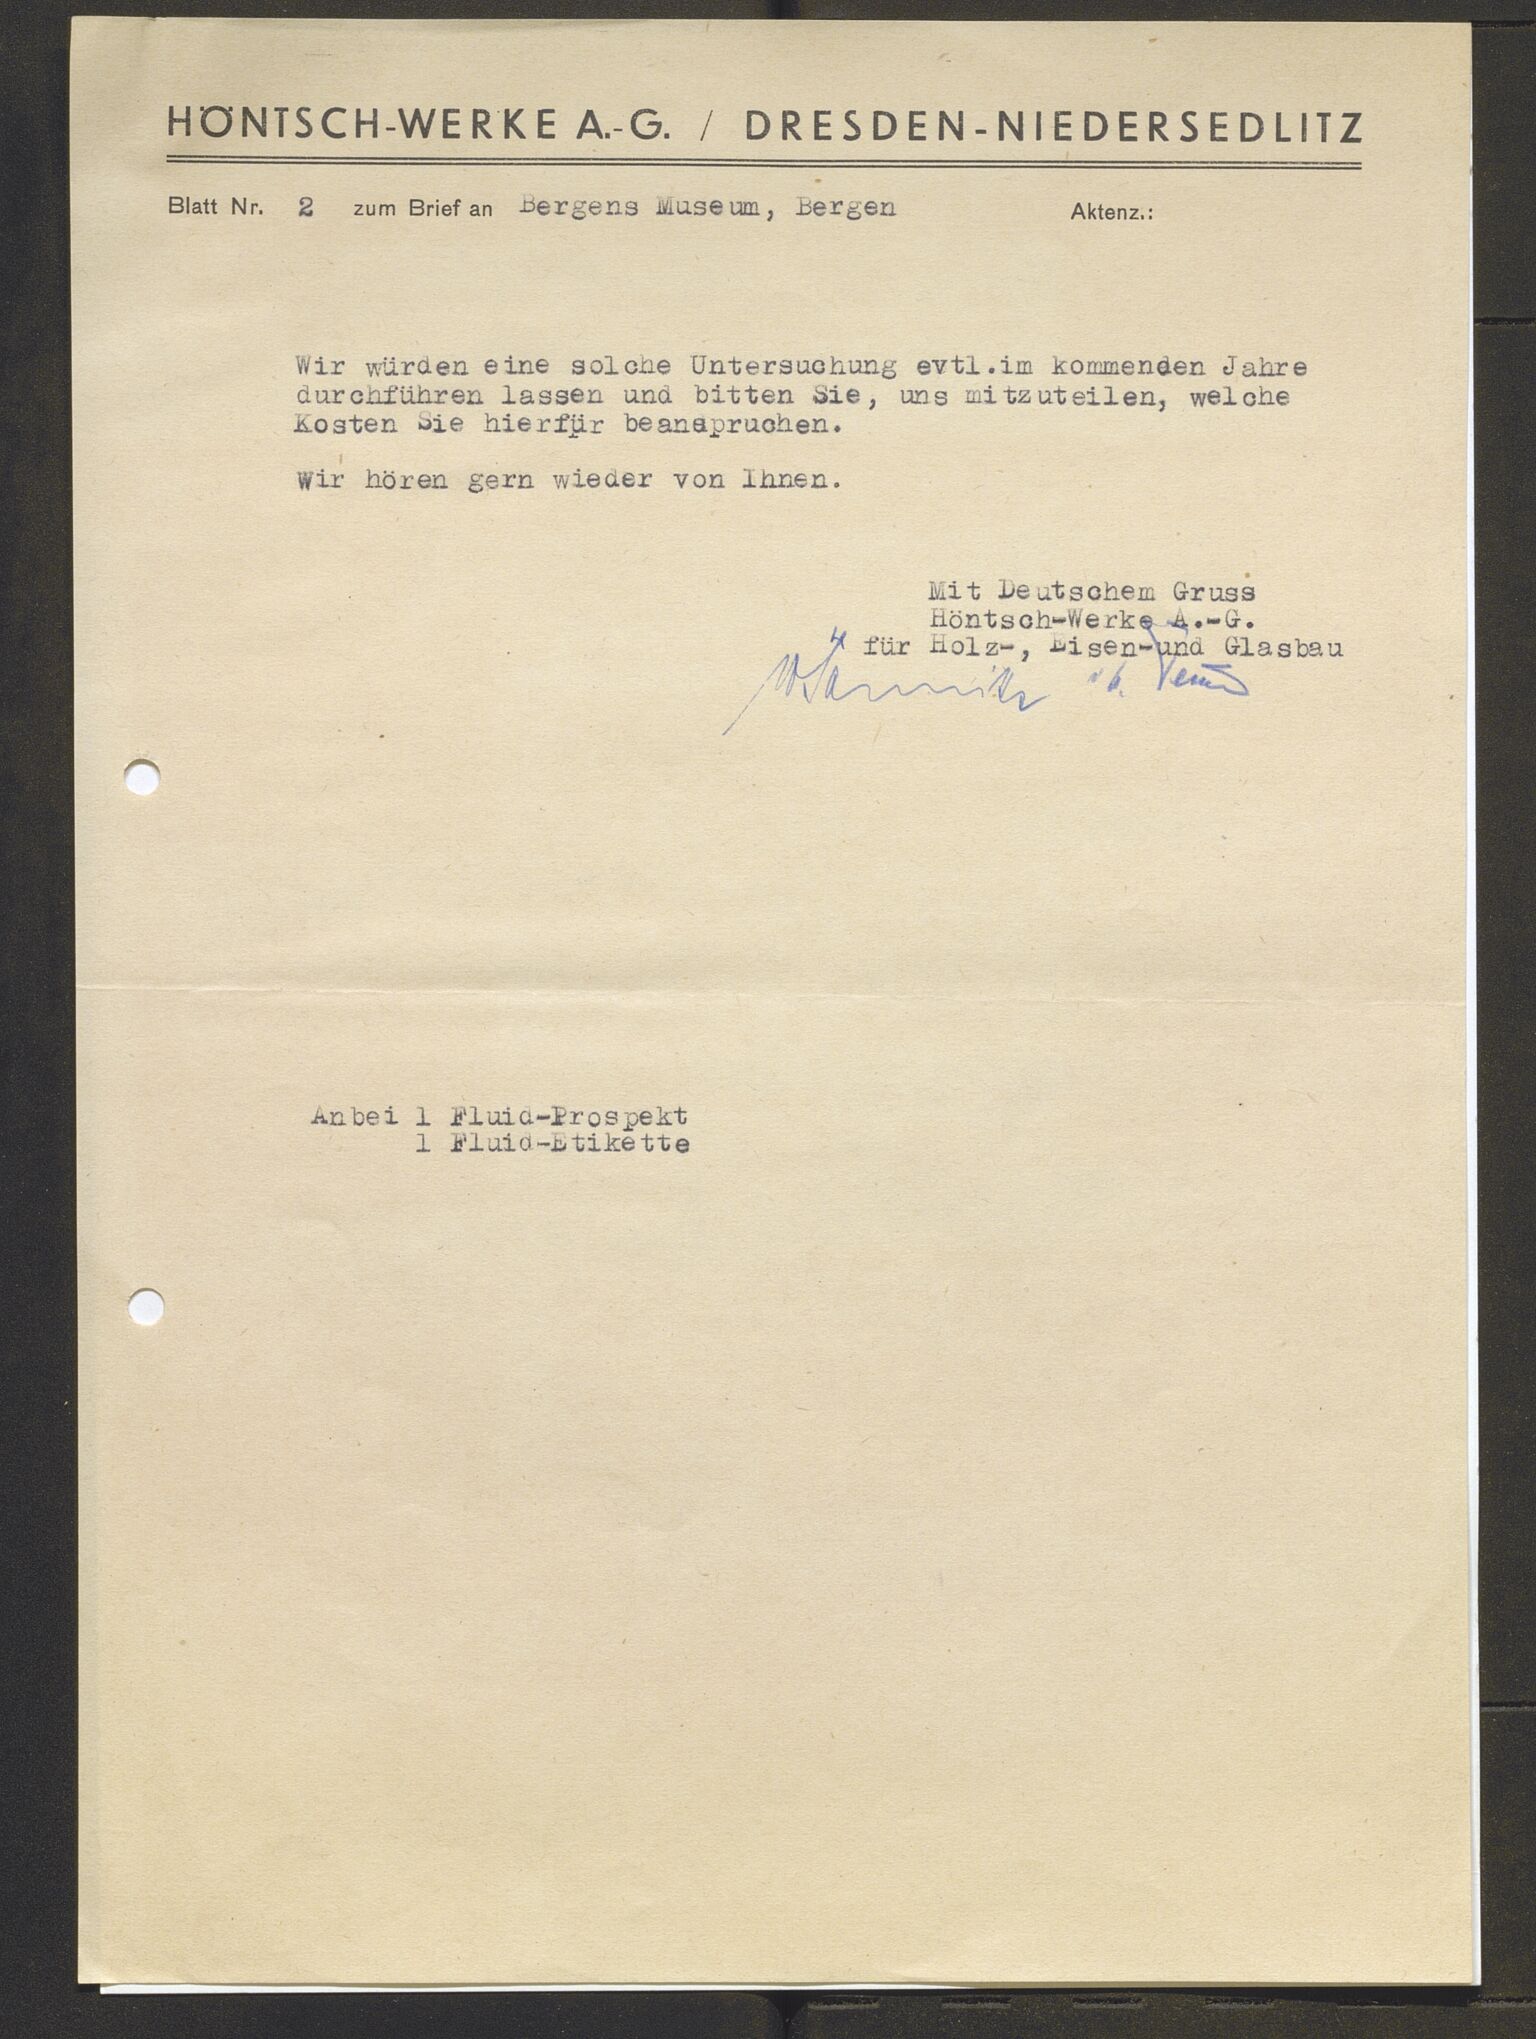 HÖNTSCH-WERKE A.-G. / DRESDEN-NIEDERSEDLITZ
Blatt Nr. 2 zum Brief an Bergens Museum, Bergen Aktenz.:
Wir würden eine solche Untersuchung evtl.im kommenden Jahre
durchführen lassen und bitten Sie, uns mitzuteilen, welche
Kosten Sie hierfür beanspruchen.
Wir hören gern wieder von Ihnen.
Mit Deutschem Gruss
Höntsch-Werke A.-G.
für Holz-, Eisen-und Glasbau
Anbei 1 Fluid-Prospekt
1 Fluid-Etikette